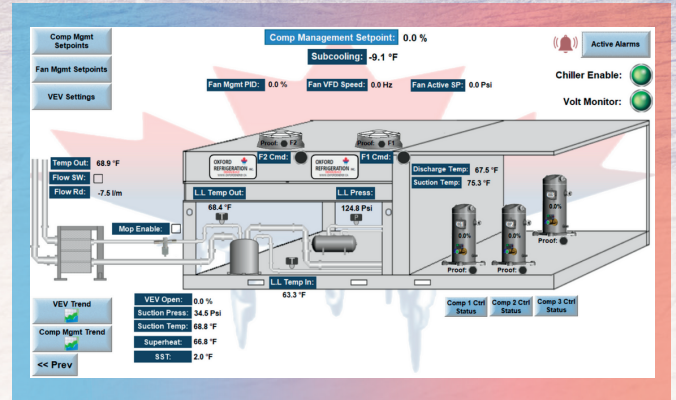 Comp Mgmt
Setpoints
Fan Mgmt Setpoints
VEV Settings
Comp Management Setpoint: 0.0 %
Subcooling: -9.1 °F
Fan Mgmt PID: 0.0 % Fan VFD Speed: 0.0 Hz Fan Active SP: 0.0 Psi
Active Alarms
Chiller Enable:
Volt Monitor:
Temp Out: 68.9 °F
Flow SW:
Flow Rd: -7.5 l/m
Mop Enable:
Proof: F2
Proof: F1
F2 Cmd:
F1 Cmd:
OXFORD
REFRIGERATION INC.
OXFORD
REFRIGERATION INC.
L.L Temp Out:
68.4 °F
L.L Press:
124.8 Psi
P
Discharge Temp: 67.5 °F
Suction Temp: 75.3 °F
0.0%
0.0%
0.0%
Proof:
Proof:
Proof:
L.L Temp In:
63.3 °F
Comp 1 Ctrl
Status
Comp 2 Ctrl
Status
Comp 3 Ctrl
Status
VEV Trend
Comp Mgmt Trend
<< Prev
VEV Open: 0.0 %
Suction Press: 34.5 Psi
Suction Temp: 68.8 °F
Superheat: 66.8 °F
SST: 2.0 °F